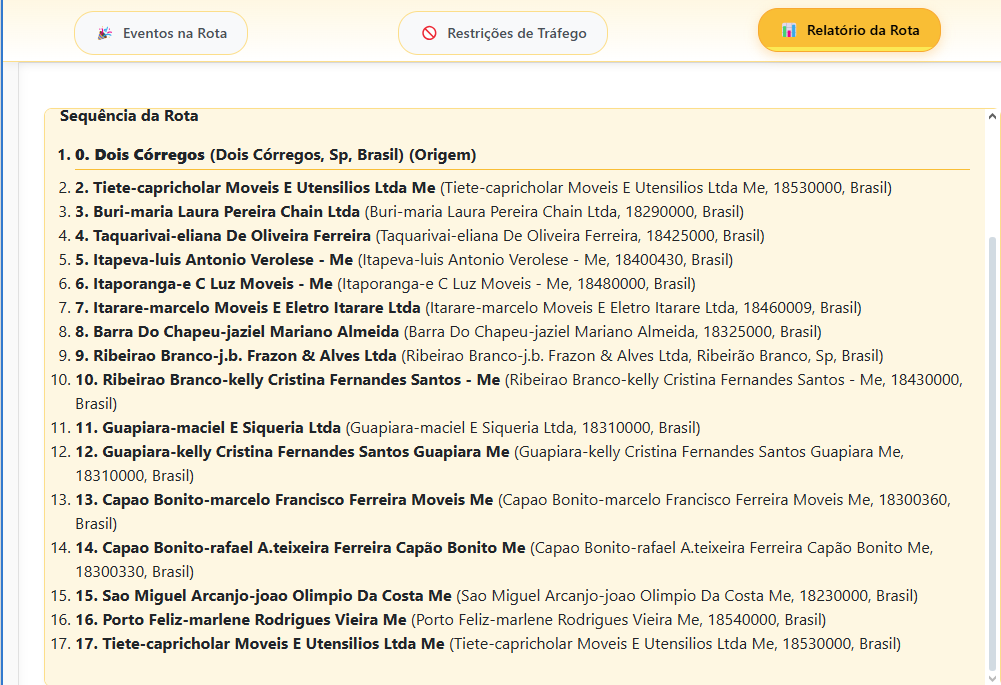 Eventos na Rota
Restrições de Tráfego
Relatório da Rota
Sequência da Rota
1. 0. Dois Córregos (Dois Córregos, Sp, Brasil) (Origem)
2. 2. Tiete-capricholar Moveis E Utensilios Ltda Me (Tiete-capricholar Moveis E Utensilios Ltda Me, 18530000, Brasil)
3. 3. Buri-maria Laura Pereira Chain Ltda (Buri-maria Laura Pereira Chain Ltda, 18290000, Brasil)
4. 4. Taquarivai-eliana De Oliveira Ferreira (Taquarivai-eliana De Oliveira Ferreira, 18425000, Brasil)
5. 5. Itapeva-luis Antonio Verolese - Me (Itapeva-luis Antonio Verolese - Me, 18400430, Brasil)
6. 6. Itaporanga-e C Luz Moveis - Me (Itaporanga-e C Luz Moveis - Me, 18480000, Brasil)
7. 7. Itarare-marcelo Moveis E Eletro Itarare Ltda (Itarare-marcelo Moveis E Eletro Itarare Ltda, 18460009, Brasil)
8. 8. Barra Do Chapeu-jaziel Mariano Almeida (Barra Do Chapeu-jaziel Mariano Almeida, 18325000, Brasil)
9. 9. Ribeirao Branco-j.b. Frazon & Alves Ltda (Ribeirao Branco-j.b. Frazon & Alves Ltda, Ribeirão Branco, Sp, Brasil)
10. 10. Ribeirao Branco-kelly Cristina Fernandes Santos - Me (Ribeirao Branco-kelly Cristina Fernandes Santos - Me, 18430000,
Brasil)
11. 11. Guapiara-maciel E Siqueria Ltda (Guapiara-maciel E Siqueria Ltda, 18310000, Brasil)
12. 12. Guapiara-kelly Cristina Fernandes Santos Guapiara Me (Guapiara-kelly Cristina Fernandes Santos Guapiara Me,
18310000, Brasil)
13. 13. Capao Bonito-marcelo Francisco Ferreira Moveis Me (Capao Bonito-marcelo Francisco Ferreira Moveis Me, 18300360,
Brasil)
14. 14. Capao Bonito-rafael A.teixeira Ferreira Capão Bonito Me (Capao Bonito-rafael A.teixeira Ferreira Capão Bonito Me,
18300330, Brasil)
15. 15. Sao Miguel Arcanjo-joao Olimpio Da Costa Me (Sao Miguel Arcanjo-joao Olimpio Da Costa Me, 18230000, Brasil)
16. 16. Porto Feliz-marlene Rodrigues Vieira Me (Porto Feliz-marlene Rodrigues Vieira Me, 18540000, Brasil)
17. 17. Tiete-capricholar Moveis E Utensilios Ltda Me (Tiete-capricholar Moveis E Utensilios Ltda Me, 18530000, Brasil)